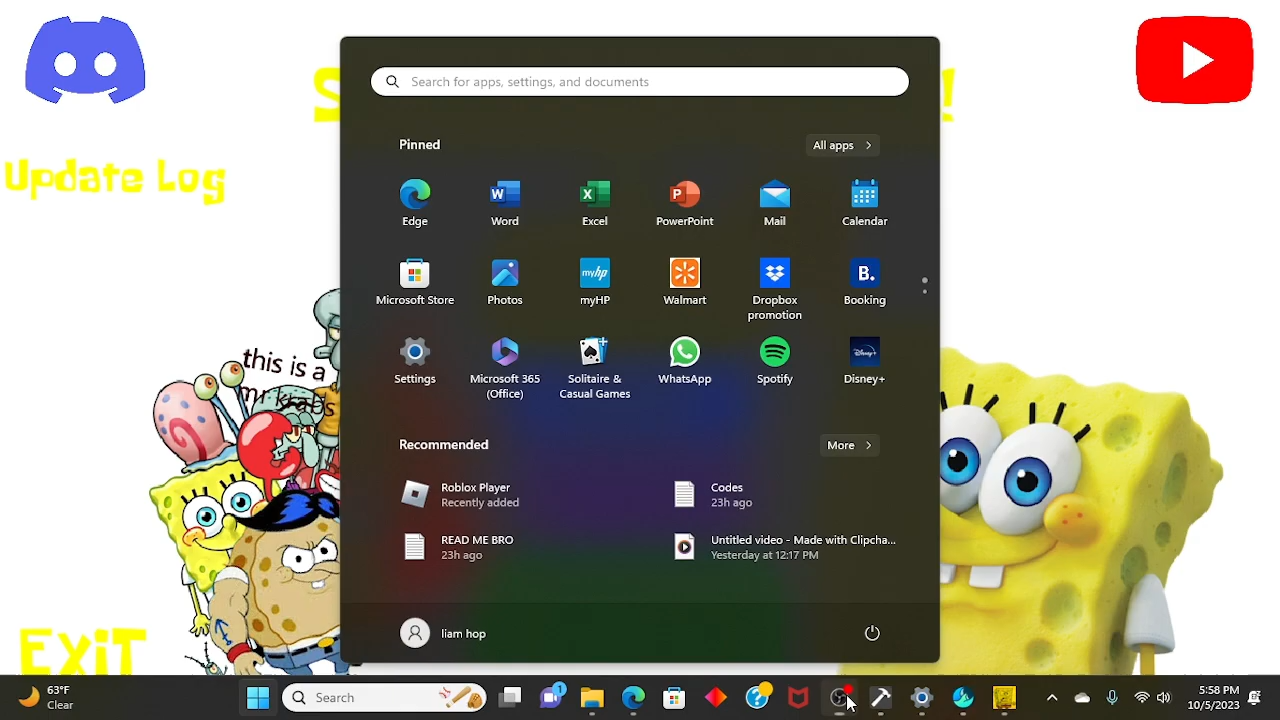 Search for apps, settings, and documents
S
!
Pinned
All apps
Update Log
Edge
Word
Excel
PowerPoint
Mail
Calendar
Microsoft Store
Photos
myHP
Walmart
Dropbox
promotion
Booking
Settings
Microsoft 365
(Office)
Solitaire &
Casual Games
WhatsApp
Spotify
Disney+
this is a
mr krabs
Recommended
More
Roblox Player
Recently added
Codes
23h ago
READ ME BRO
23h ago
Untitled video - Made with Clipcha...
Yesterday at 12:17 PM
liam hop
EXiT
63°F
Clear
Search
1
5:58 PM
10/5/2023